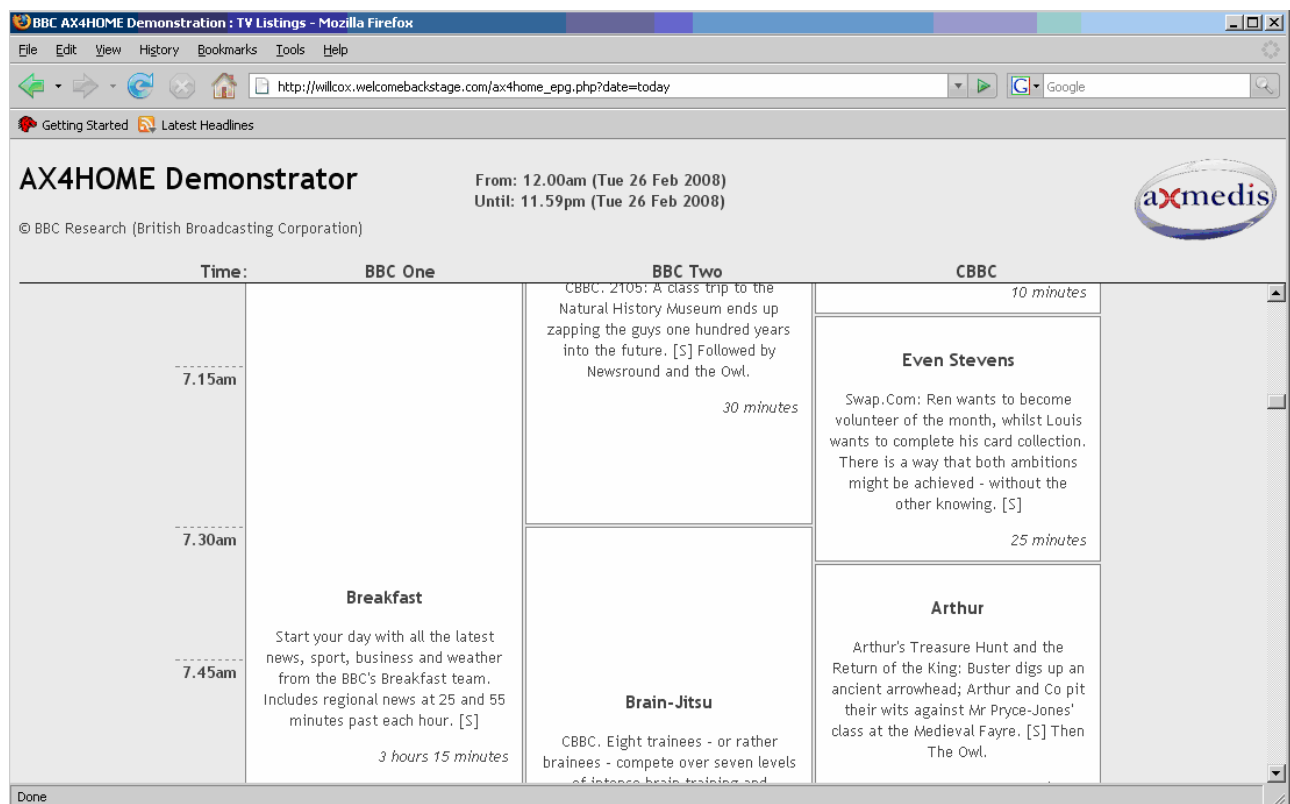 BBC AX4HOME Demonstration : TV Listings - Mozilla Firefox
File Edit View History Bookmarks Tools Help
http://willcox.welcomebackstage.com/ax4home_epg.php?date=today
G Google
Getting Started Latest Headlines
AX4HOME Demonstrator
From: 12.00am (Tue 26 Feb 2008)
Until: 11.59pm (Tue 26 Feb 2008)
© BBC Research (British Broadcasting Corporation)
axmedis
Time: BBC One BBC Two CBBC
7.15am
7.30am
7.45am
Breakfast
Start your day with all the latest
news, sport, business and weather
from the BBC's Breakfast team.
Includes regional news at 25 and 55
minutes past each hour. [S]
3 hours 15 minutes
CBBC. 2105: A class trip to the
Natural History Museum ends up
zapping the guys one hundred years
into the future. [S] Followed by
Newsround and the Owl.
30 minutes
Brain-Jitsu
CBBC. Eight trainees - or rather
brainees - compete over seven levels
of intense brain training and
10 minutes
Even Stevens
Swap.Com: Ren wants to become
volunteer of the month, whilst Louis
wants to complete his card collection.
There is a way that both ambitions
might be achieved - without the
other knowing. [S]
25 minutes
Arthur
Arthur's Treasure Hunt and the
Return of the King: Buster digs up an
ancient arrowhead; Arthur and Co pit
their wits against Mr Pryce-Jones'
class at the Medieval Fayre. [S] Then
The Owl.
Done